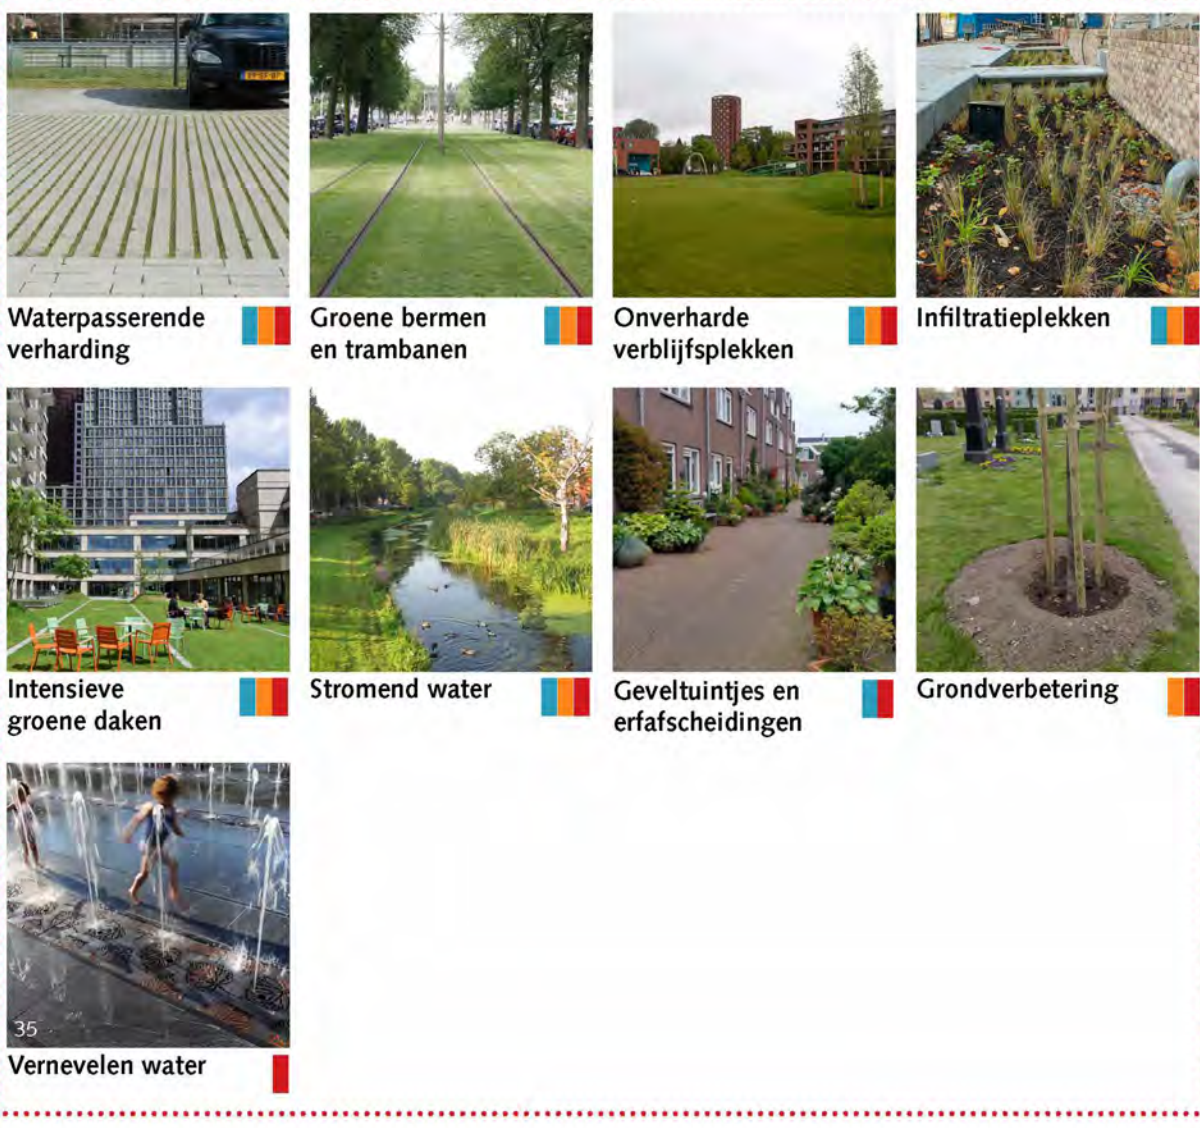 Waterpasserende
verharding
Groene bermen
en trambanen
Onverharde
verblijfsplekken
Infiltratieplekken
Intensieve
groene daken
Stromend water
Geveltuintjes en
erfafscheidingen
Grondverbetering
35
Vernevelen water